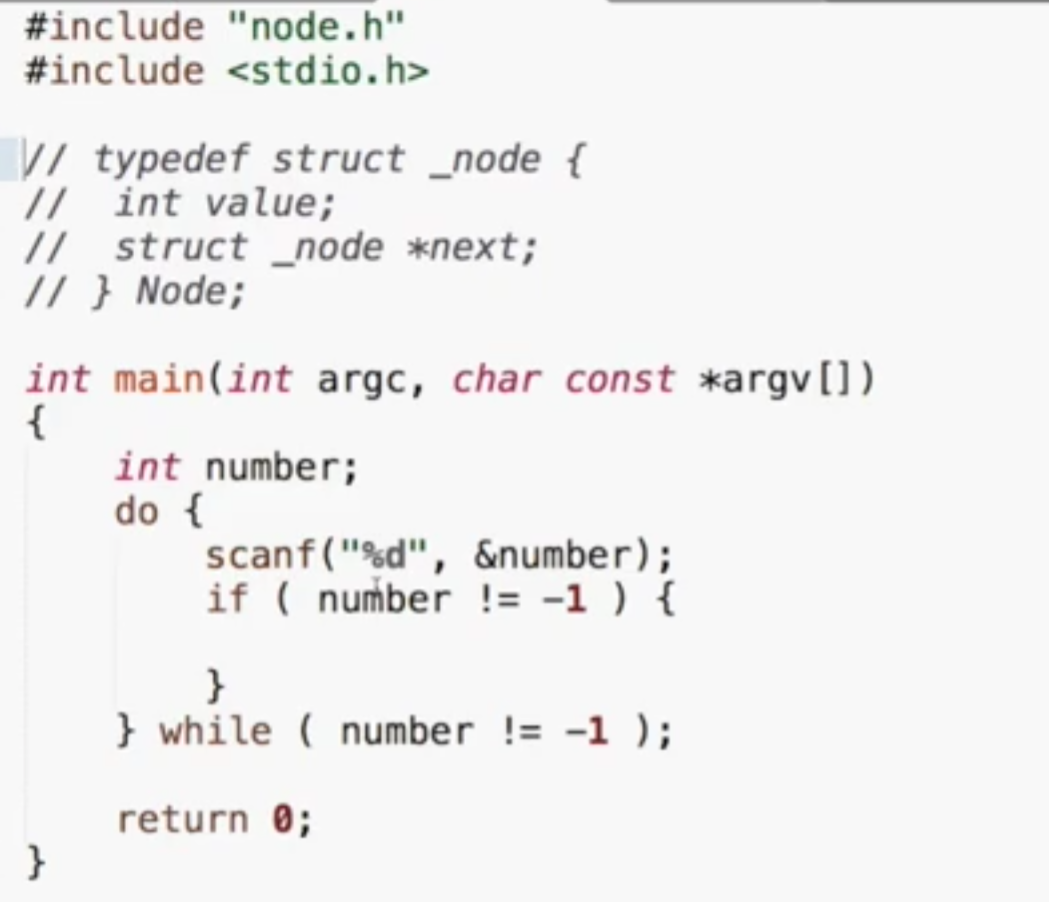 #include "node.h"
#include <stdio.h>
// typedef struct _node {
//  int value;
//  struct _node *next;
// } Node;
int main(int argc, char const *argv[])
{
int number;
do {
scanf("%d", &number);
if ( number != -1 ) {
}
} while ( number != -1 );
return 0;
}